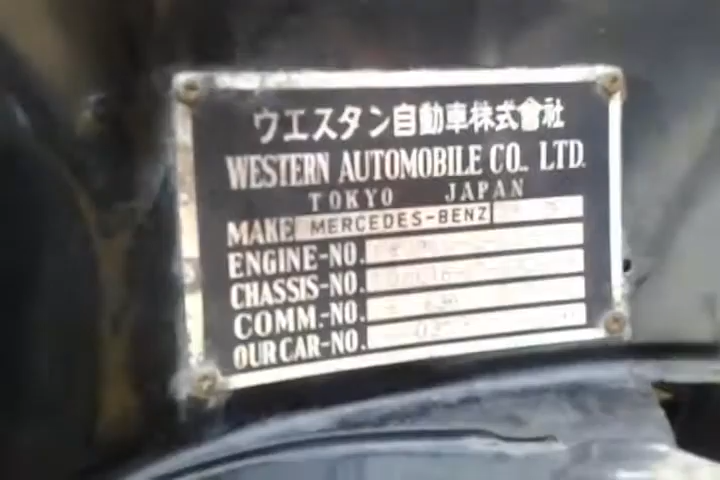 ウエスタン自動車株式會社
WESTERN AUTOMOBILE CO., LTD.
TOKYO JAPAN
MAKE MERCEDES-BENZ
ENGINE-NO.
CHASSIS-NO.
COMM.-NO.
OUR CAR-NO.